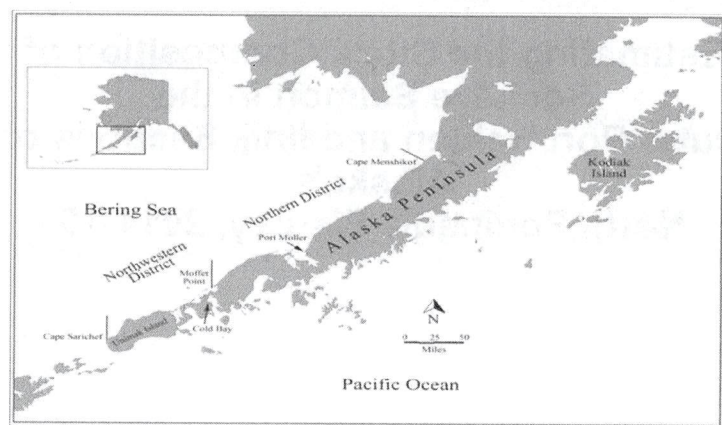 Cape Menshikof
Kodiak
Island
Alaska Peninsula
Northern District
Bering Sea
Port Moller
Northwestern
District
Moffet
Point
Cold Bay
Cape Sarichef
Unimak Island
N
0 25 50
Miles
Pacific Ocean